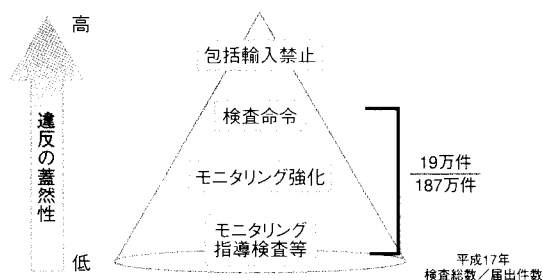 高
違反の蓋然性
低
包括輸入禁止
検査命令
モニタリング強化
モニタリング
指導検査等
19万件
187万件
平成17年
検査総数／届出件数